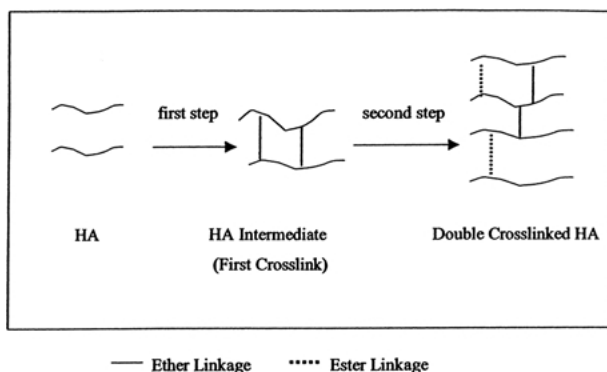 first step
second step
HA
HA Intermediate
(First Crosslink)
Double Crosslinked HA
Ether Linkage
Ester Linkage